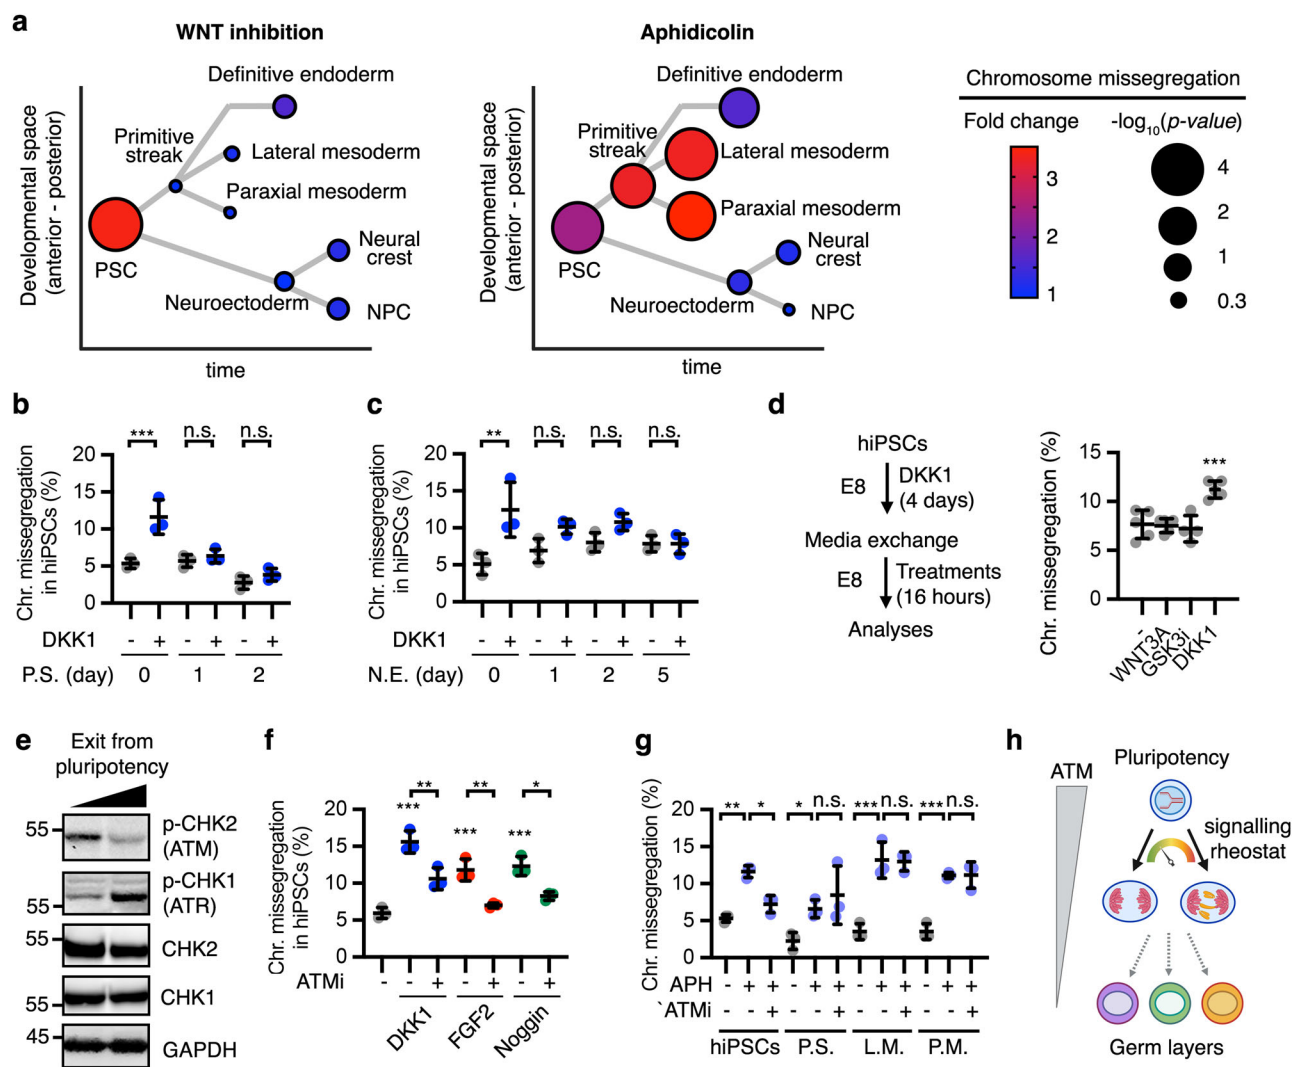 a
WNT inhibition
Developmental space
(anterior - posterior)
Definitive endoderm
Primitive
streak
Lateral mesoderm
Paraxial mesoderm
PSC
Neural
crest
Neuroectoderm
NPC
time
Aphidicolin
Developmental space
(anterior - posterior)
Definitive endoderm
Primitive
streak
Lateral mesoderm
Paraxial mesoderm
PSC
Neural
crest
Neuroectoderm
NPC
time
Chromosome missegregation
Fold change
-log10(p-value)
3
2
1
4
2
1
0.3
b
Chr. missegregation
in hiPSCs (%)
20
15
10
5
0
*** n.s. n.s.
DKK1 - + - + - +
P.S. (day) 0 1 2
c
Chr. missegregation
in hiPSCs (%)
20
15
10
5
0
** n.s. n.s. n.s.
DKK1 - + - + - + - +
N.E. (day) 0 1 2 5
d
hiPSCs
E8 DKK1
(4 days)
Media exchange
E8 Treatments
(16 hours)
Analyses
Chr. missegregation (%)
15
10
5
0
***
-
WNT3A
GSK3i
DKK1
e
Exit from
pluripotency
55 p-CHK2
(ATM)
55 p-CHK1
(ATR)
55 CHK2
55 CHK1
45 GAPDH
f
Chr. missegregation
in hiPSCs (%)
20
15
10
5
0
** ** *
*** *** ***
ATMi - - + - + - +
DKK1
FGF2
Noggin
g
Chr. missegregation (%)
20
15
10
5
0
** * * n.s. *** n.s. *** n.s.
APH - + + - + + - + + - + +
`ATMi - - + - - + - - + - - +
hiPSCs P.S. L.M. P.M.
h
ATM
Pluripotency
signalling
rheostat
Germ layers